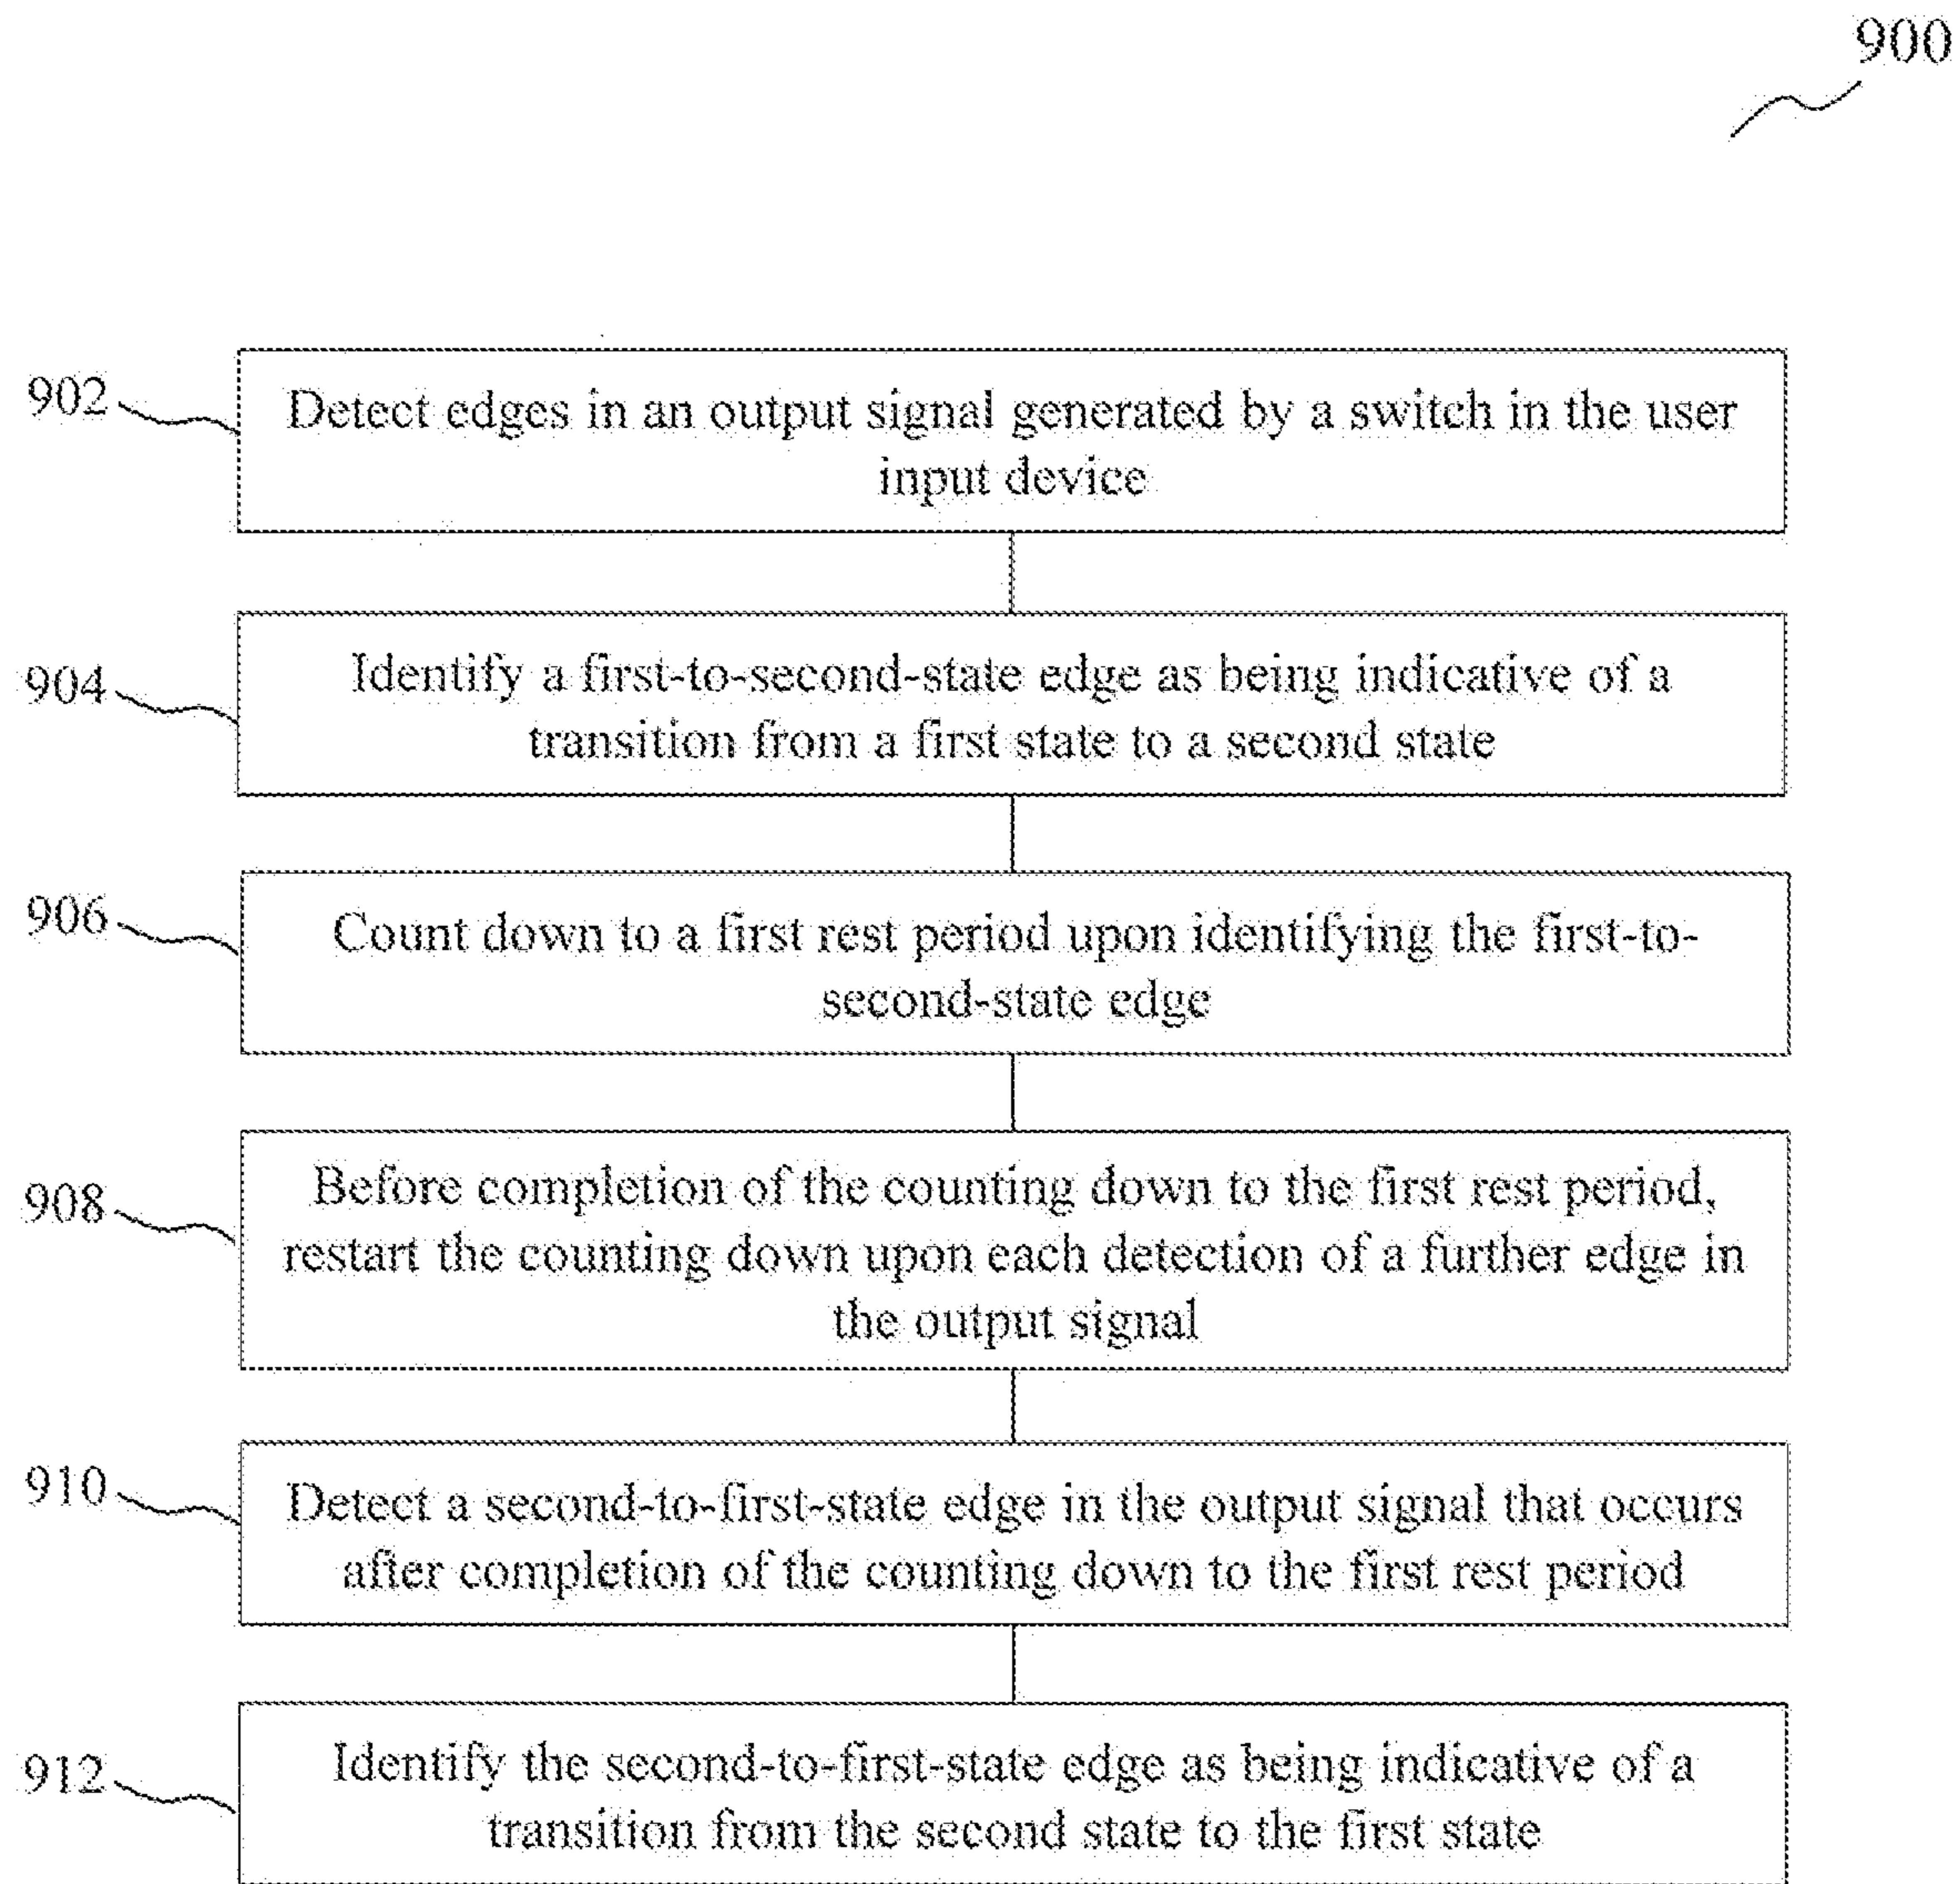 900
902
Detect edges in an output signal generated by a switch in the user
input device
904
Identify a first-to-second-state edge as being indicative of a
transition from a first state to a second state
906
Count down to a first rest period upon identifying the first-to-
second-state edge
908
Before completion of the counting down to the first rest period,
restart the counting down upon each detection of a further edge in
the output signal
910
Detect a second-to-first-state edge in the output signal that occurs
after completion of the counting down to the first rest period
912
Identify the second-to-first-state edge as being indicative of a
transition from the second state to the first state